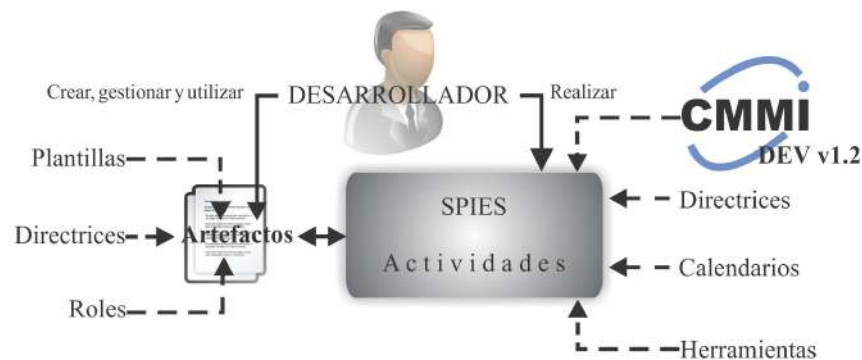 Crear, gestionar y utilizar
DESARROLLADOR
Realizar
CMMI
DEV v1.2
Plantillas
Directrices
Artefactos
Roles
SPIES
Actividades
Directrices
Calendarios
Herramientas